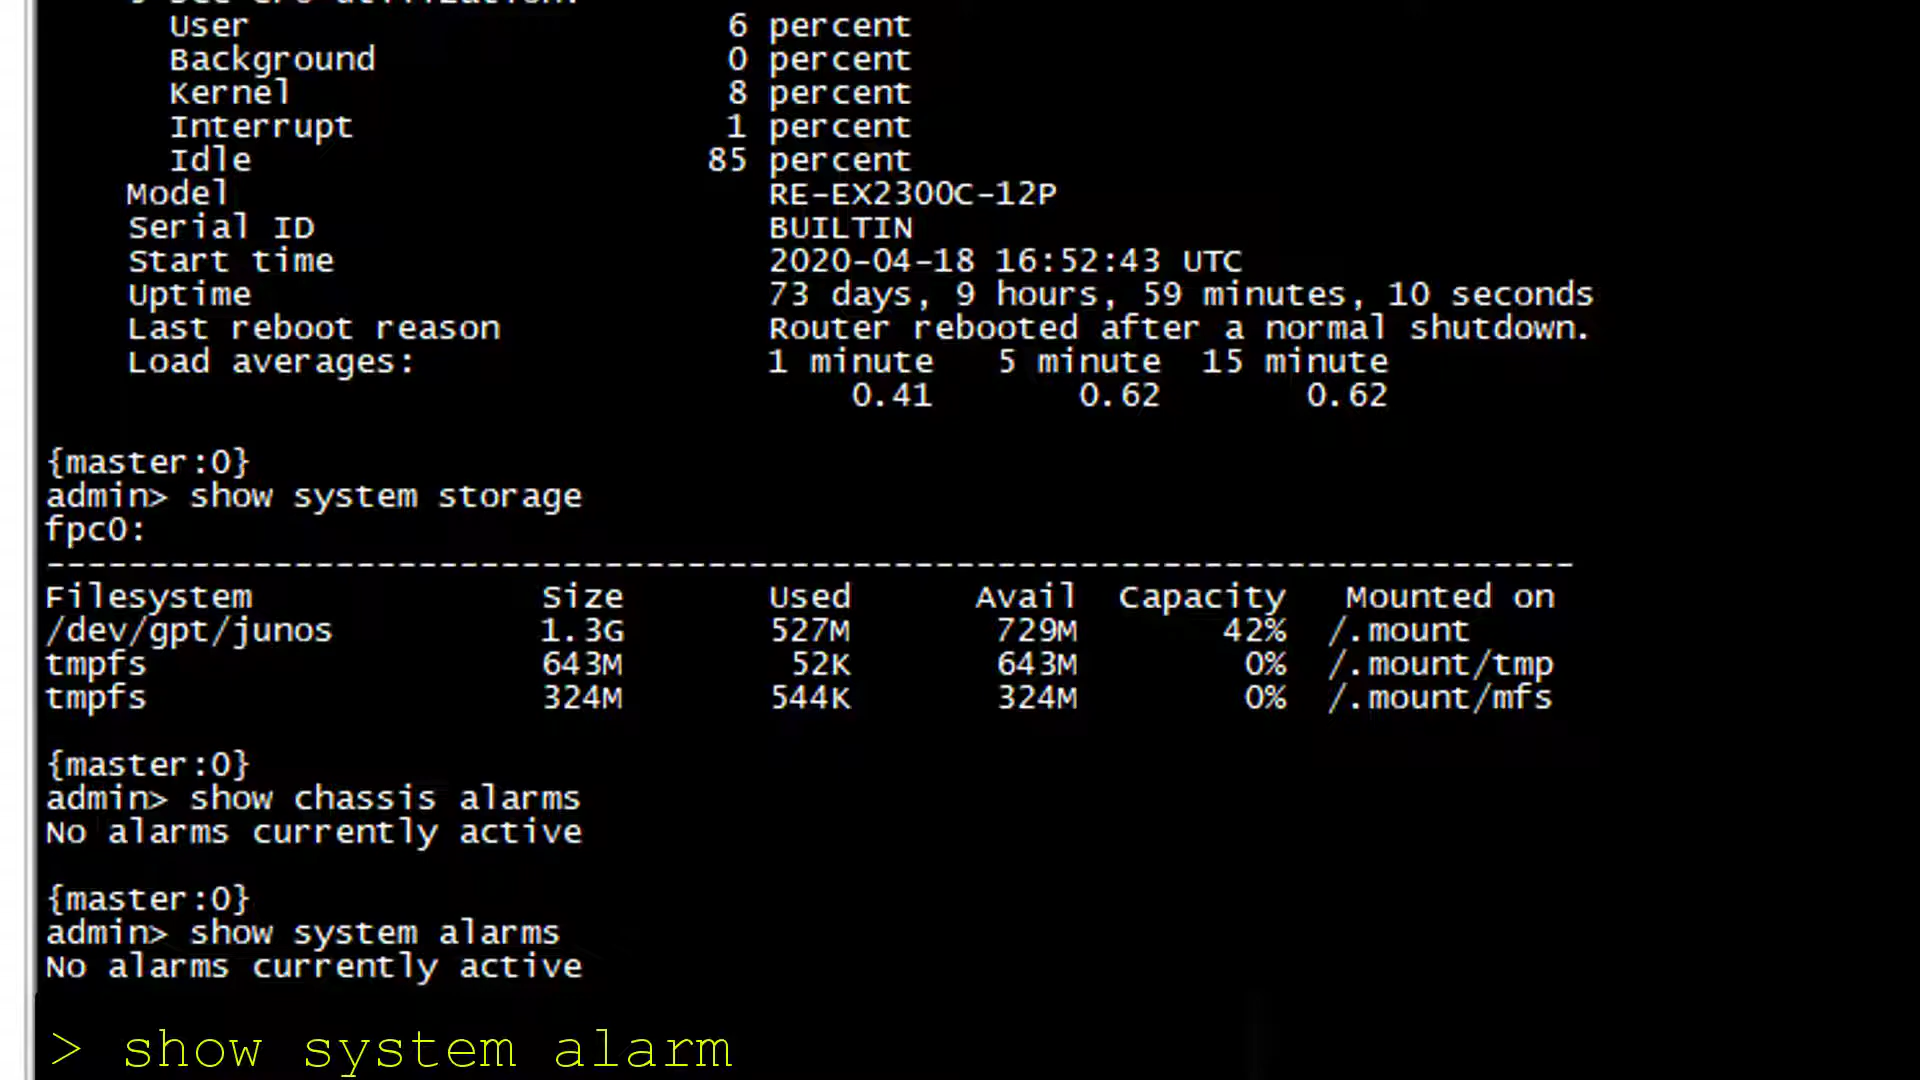 5 sec CPU utilization:
User 6 percent
Background 0 percent
Kernel 8 percent
Interrupt 1 percent
Idle 85 percent
Model RE-EX2300C-12P
Serial ID BUILTIN
Start time 2020-04-18 16:52:43 UTC
Uptime 73 days, 9 hours, 59 minutes, 10 seconds
Last reboot reason Router rebooted after a normal shutdown.
Load averages: 1 minute 5 minute 15 minute
0.41 0.62 0.62
{master:0}
admin> show system storage
fpc0:
--------------------------------------------------------------------------
Filesystem Size Used Avail Capacity Mounted on
/dev/gpt/junos 1.3G 527M 729M 42% /.mount
tmpfs 643M 52K 643M 0% /.mount/tmp
tmpfs 324M 544K 324M 0% /.mount/mfs
{master:0}
admin> show chassis alarms
No alarms currently active
{master:0}
admin> show system alarms
No alarms currently active
> show system alarm